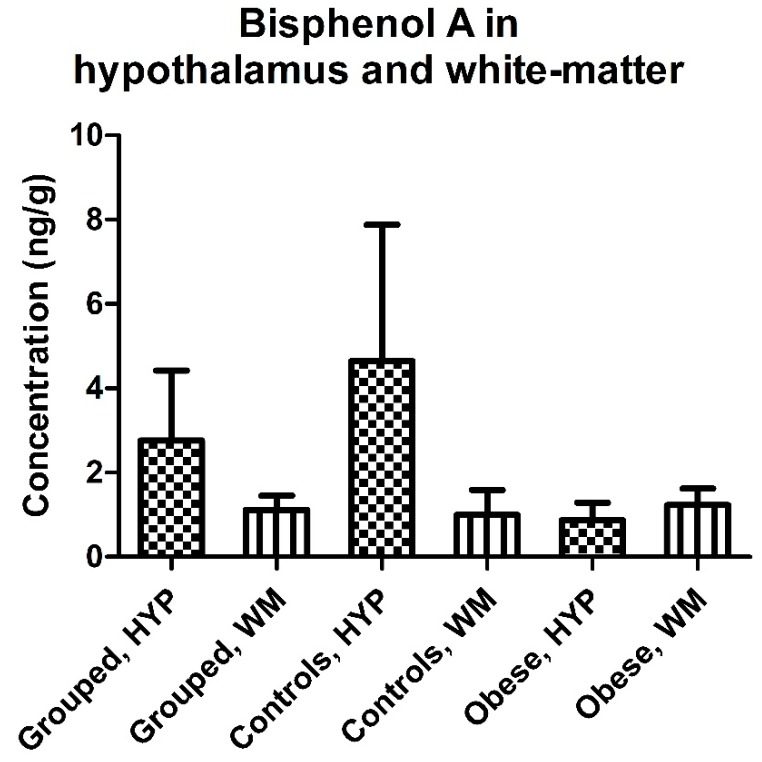 Bisphenol A in
hypothalamus and white-matter
Concentration (ng/g)
10
8
6
4
2
0
Grouped, HYP
Grouped, WM
Controls, HYP
Controls, WM
Obese, HYP
Obese, WM